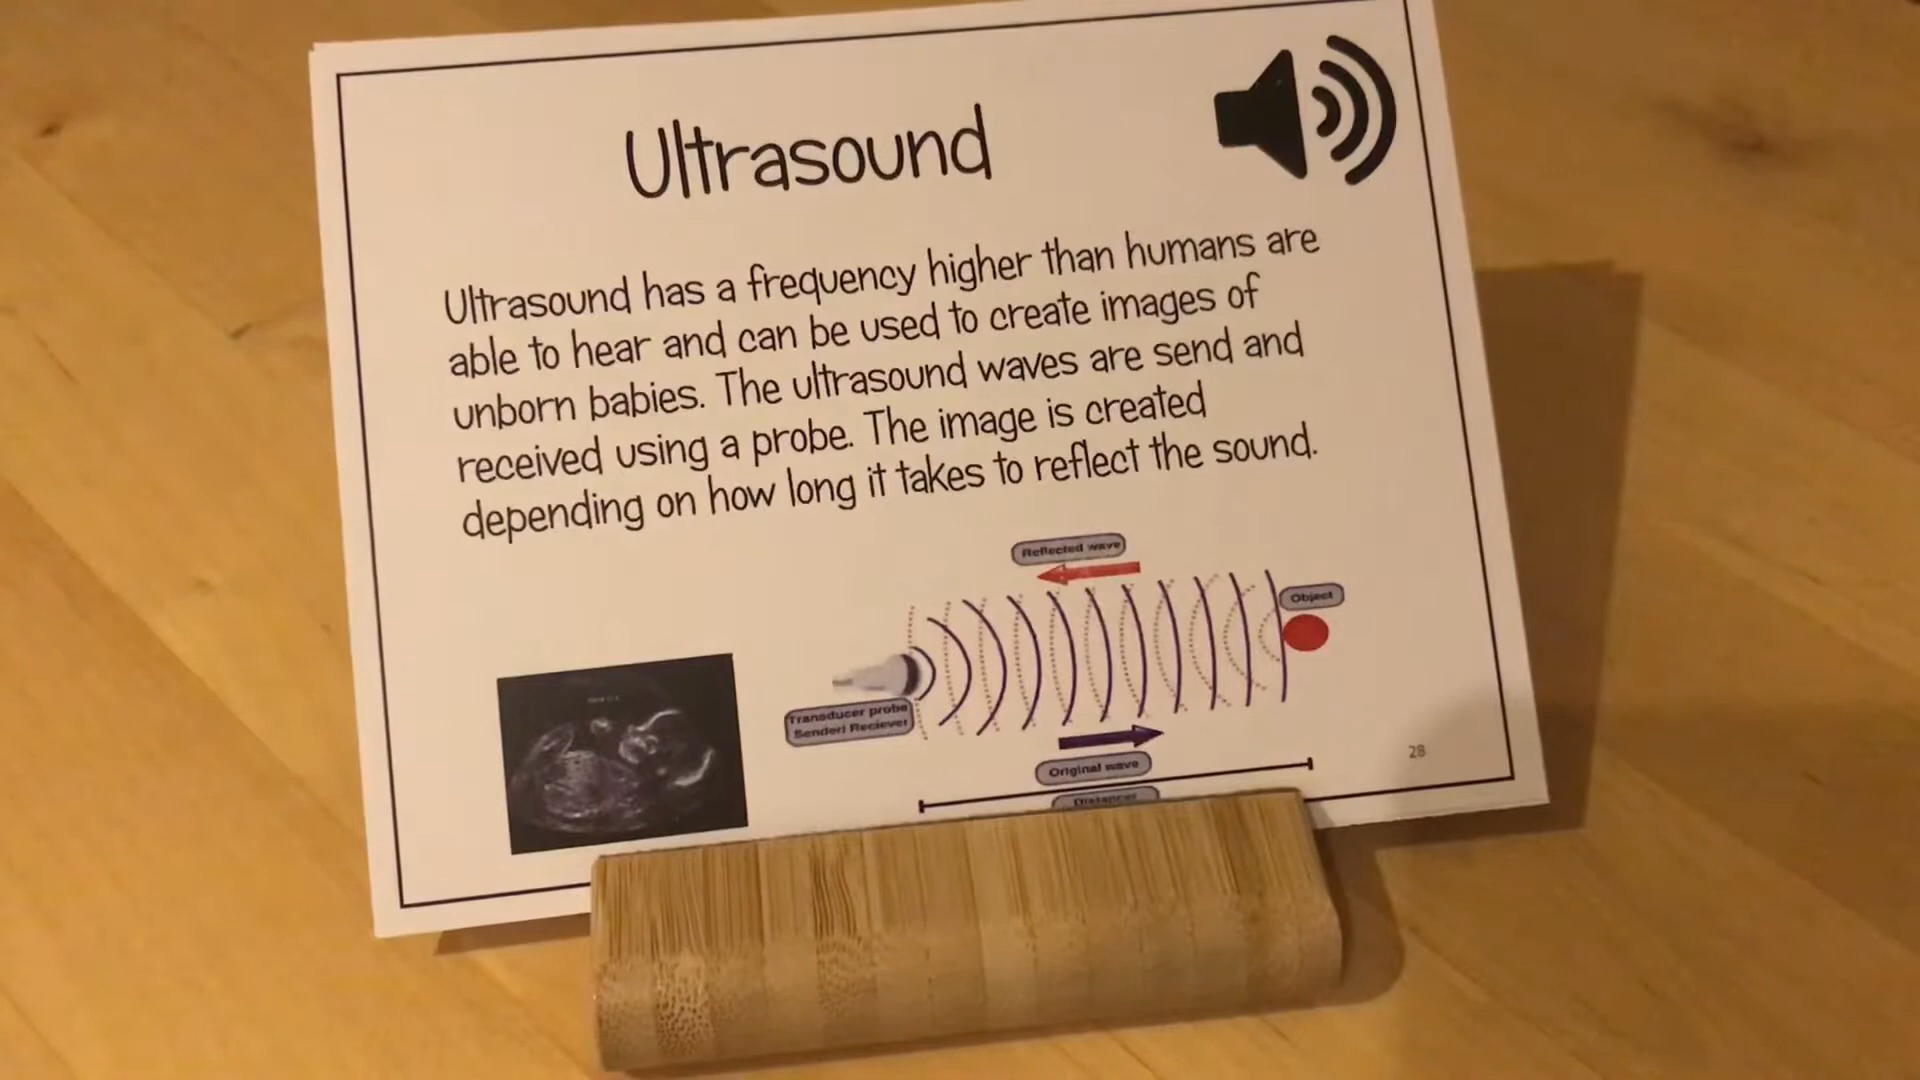 Ultrasound
Ultrasound has a frequency higher than humans are
able to hear and can be used to create images of
unborn babies. The ultrasound waves are send and
received using a probe. The image is created
depending on how long it takes to reflect the sound.
Reflected wave
Object
Transducer probe
Sender/ Reciever
Original wave
28